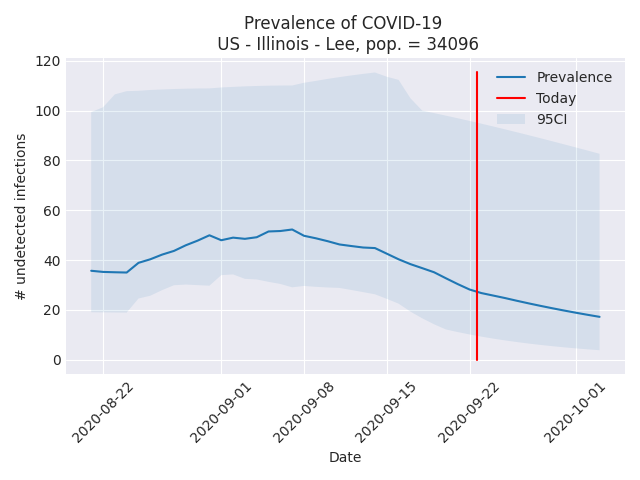 Prevalence of COVID-19
US - Illinois - Lee, pop. = 34096
120
100
80
60
40
20
0
# undetected infections
Prevalence
Today
95CI
2020-08-22
2020-09-01
2020-09-08
2020-09-15
2020-09-22
2020-10-01
Date